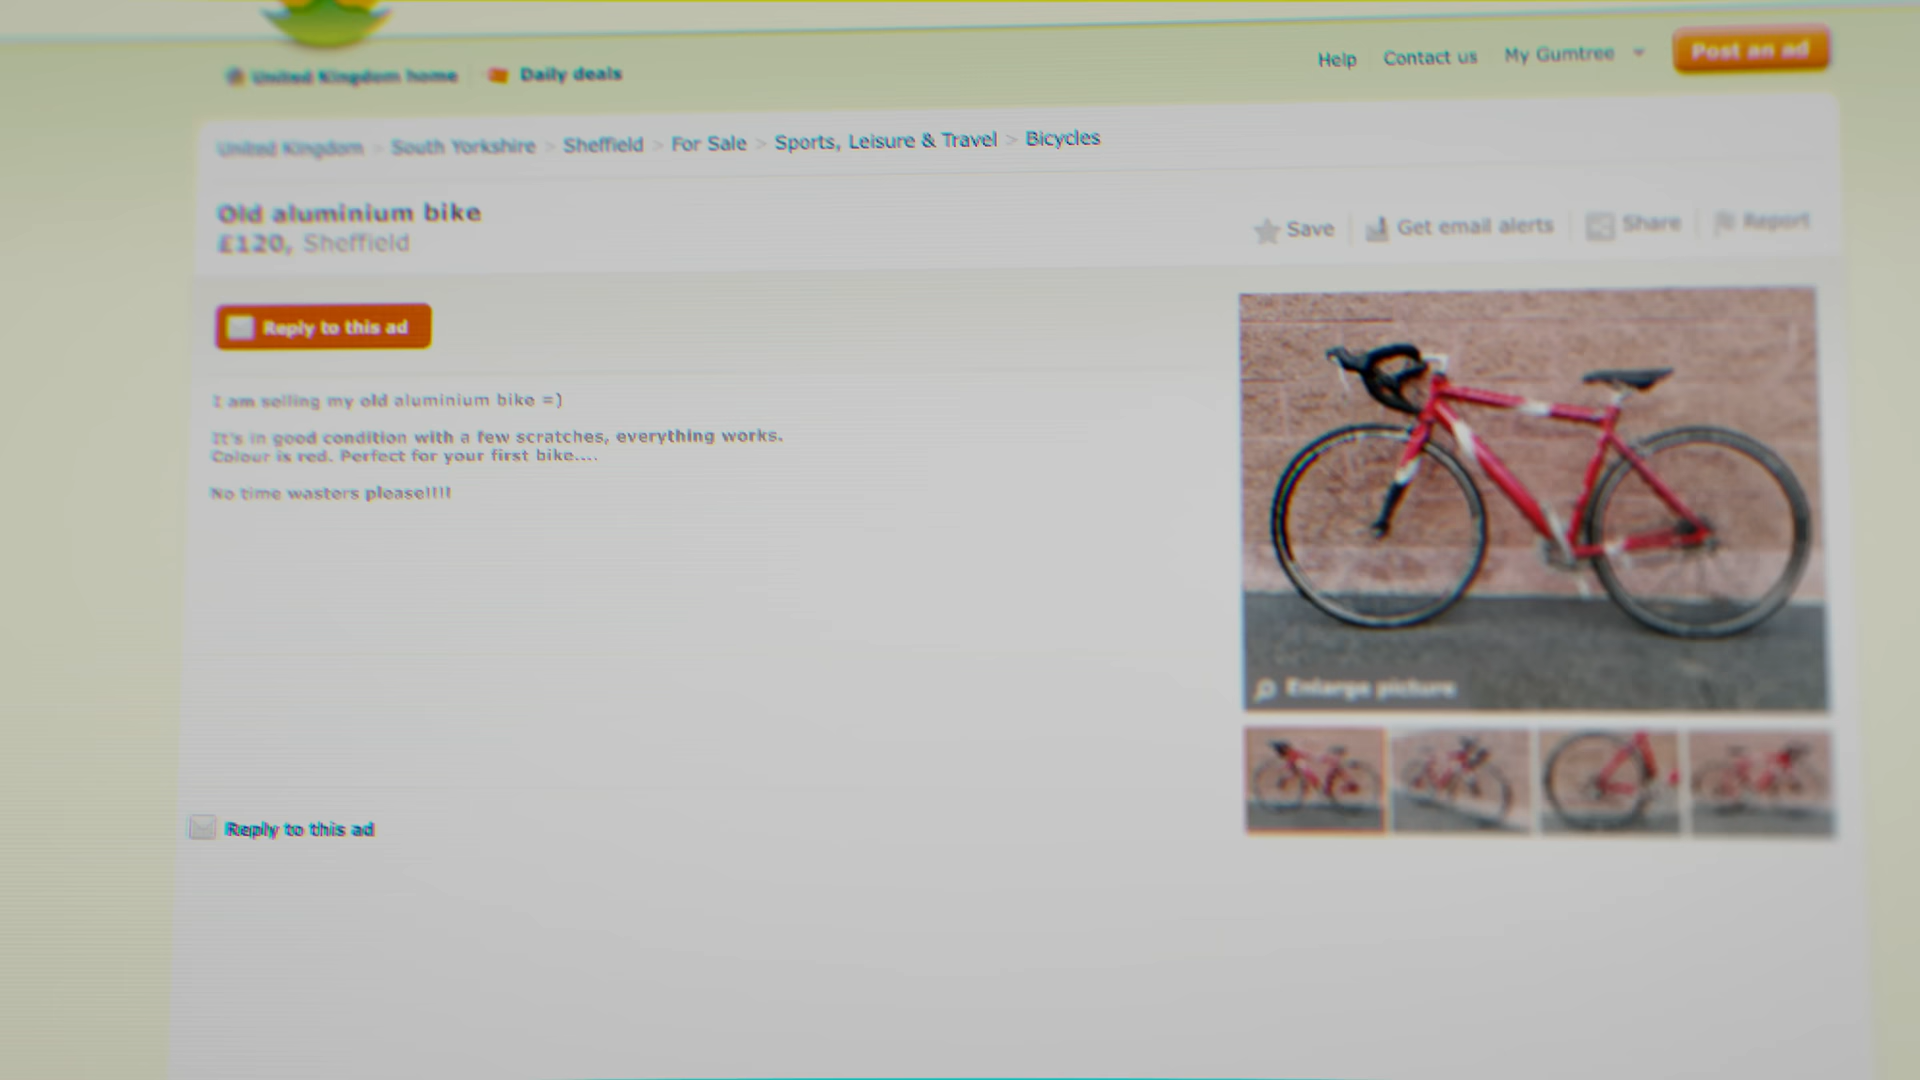 United Kingdom home Daily deals Help Contact us My Gumtree Post an ad
United Kingdom > South Yorkshire > Sheffield > For Sale > Sports, Leisure & Travel > Bicycles
Old aluminium bike
£120, Sheffield
Save Get email alerts Share Report
Reply to this ad
I am selling my old aluminium bike =)
It's in good condition with a few scratches, everything works.
Colour is red. Perfect for your first bike....
No time wasters please!!!!
Enlarge picture
Reply to this ad